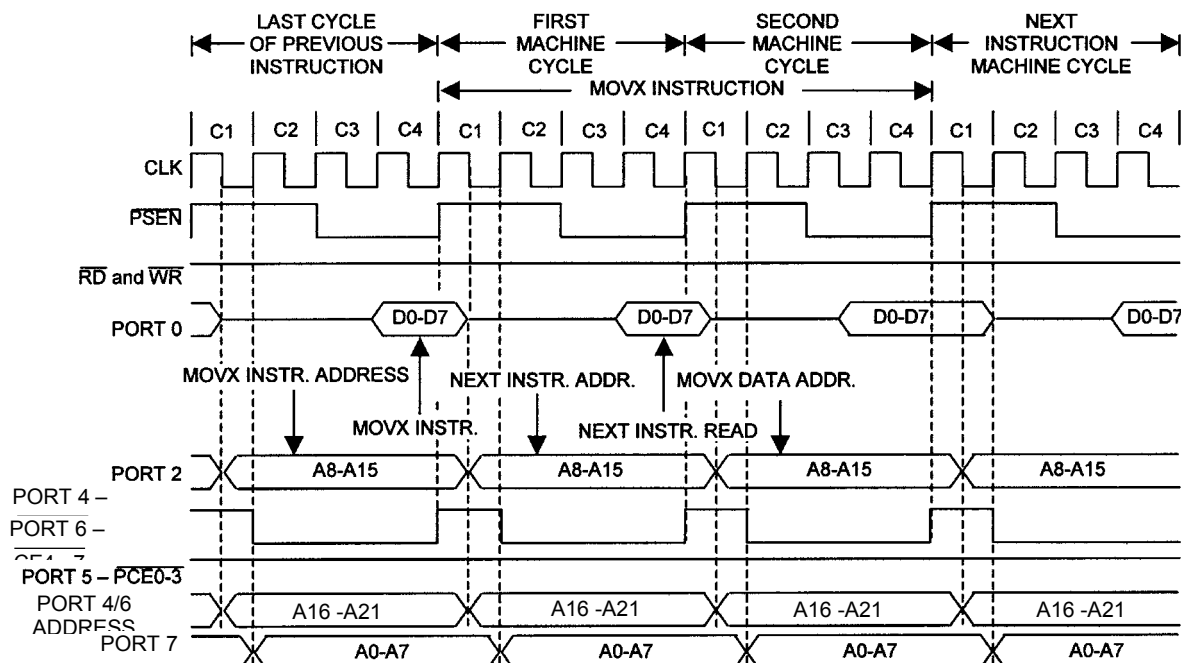 LAST CYCLE
OF PREVIOUS
INSTRUCTION
FIRST
MACHINE
CYCLE
SECOND
MACHINE
CYCLE
NEXT
INSTRUCTION
MACHINE CYCLE
MOVX INSTRUCTION
C1 C2 C3 C4 C1 C2 C3 C4 C1 C2 C3 C4 C1 C2 C3 C4
CLK
PSEN
RD and WR
PORT 0 D0-D7 D0-D7 D0-D7 D0-D7
MOVX INSTR. ADDRESS NEXT INSTR. ADDR. MOVX DATA ADDR.
MOVX INSTR. NEXT INSTR. READ
PORT 2 A8-A15 A8-A15 A8-A15 A8-A15
PORT 4 –
PORT 6 –
PORT 5 – PCE0-3
PORT 4/6
ADDRESS
A16 -A21 A16 -A21 A16 -A21 A16 -A21
PORT 7 A0-A7 A0-A7 A0-A7 A0-A7